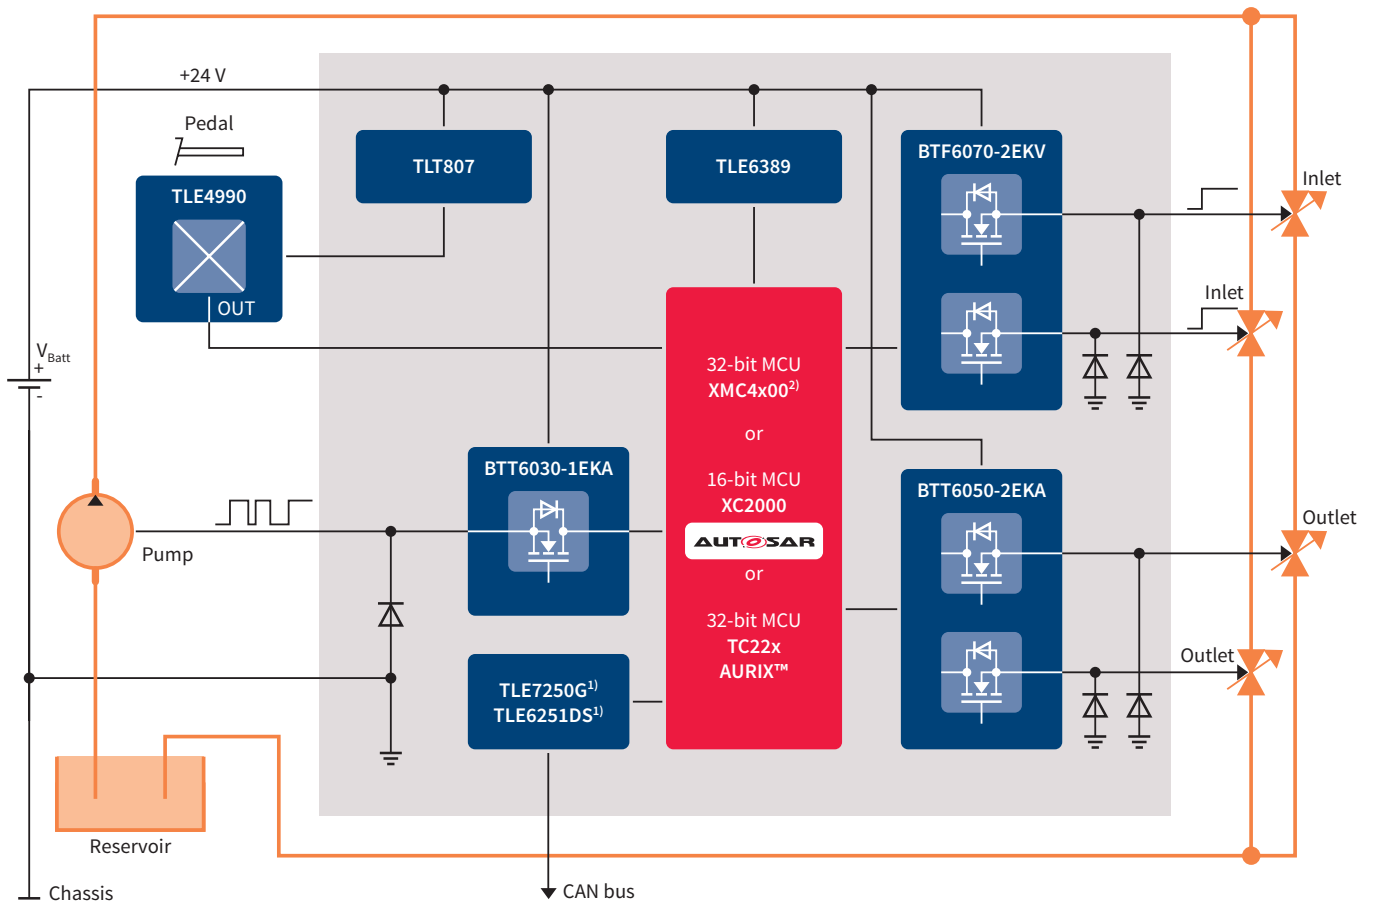 +24 V
Pedal
TLE4990
OUT
TLT807
TLE6389
BTF6070-2EKV
Inlet
Inlet
V_Batt
+
-
32-bit MCU
XMC4x00²⁾
or
16-bit MCU
XC2000
AUTOSAR
or
32-bit MCU
TC22x
AURIX™
BTT6030-1EKA
BTT6050-2EKA
Outlet
Outlet
Pump
TLE7250G¹⁾
TLE6251DS¹⁾
Reservoir
Chassis
CAN bus